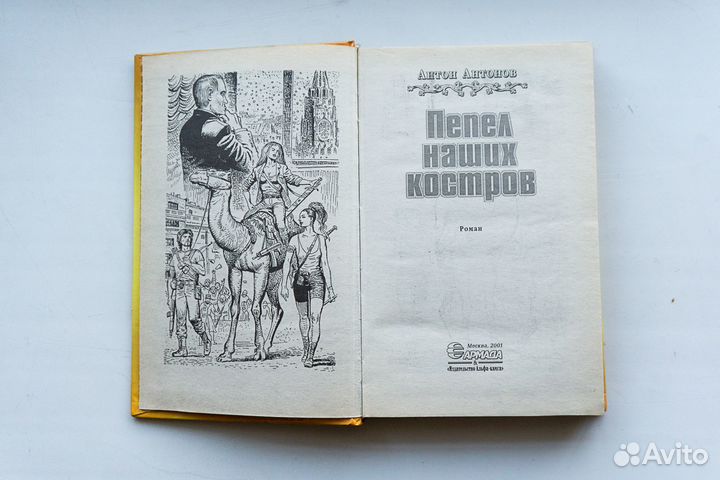 Антон Антонов
Пепел
наших
костров
Роман
Москва, 2001
АРМАДА
&
«Издательство Альфа-книга»
Avito